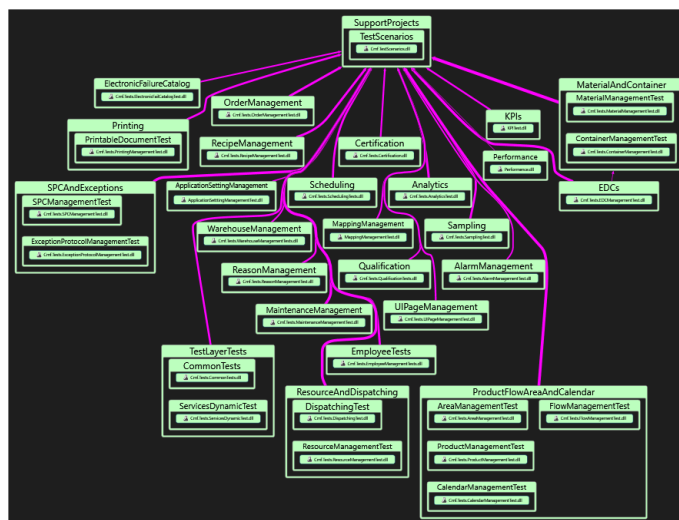 SupportProjects
TestScenarios
Cmf.TestScenarios.dll
ElectronicFailureCatalog
Cmf.Tests.ElectronicFailCatalogTest.dll
OrderManagement
Cmf.Tests.OrderManagementTest.dll
Printing
PrintableDocumentTest
Cmf.Tests.PrintingManagementTest.dll
RecipeManagement
Cmf.Tests.RecipeManagementTest.dll
Certification
Cmf.Tests.Certification.dll
KPIs
KPITest.dll
MaterialAndContainer
MaterialManagementTest
Cmf.Tests.MaterialManagementTest.dll
ContainerManagementTest
Cmf.Tests.ContainerManagementTest.dll
Performance
Performance.dll
SPCAndExceptions
SPCManagementTest
Cmf.Tests.SPCManagementTest.dll
ExceptionProtocolManagementTest
Cmf.Tests.ExceptionProtocolManagementTest.dll
ApplicationSettingManagement
ApplicationSettingManagementTest.dll
Scheduling
Cmf.Tests.SchedulingTest.dll
Analytics
Cmf.Tests.AnalyticsTest.dll
EDCs
Cmf.Tests.EDCManagementTest.dll
WarehouseManagement
Cmf.Tests.WarehouseManagementTest.dll
MappingManagement
MappingManagementTest.dll
Sampling
Cmf.Tests.SamplingTest.dll
ReasonManagement
Cmf.Tests.ReasonManagementTest.dll
Qualification
Cmf.Tests.QualificationTests.dll
AlarmManagement
Cmf.Tests.AlarmManagementTest.dll
MaintenanceManagement
Cmf.Tests.MaintenanceManagementTest.dll
UIPageManagement
Cmf.Tests.UIPageManagementTest.dll
TestLayerTests
CommonTests
Cmf.Tests.CommonTests.dll
ServicesDynamicTest
Cmf.Tests.ServicesDynamicTest.dll
EmployeeTests
Cmf.Tests.EmployeeManagementTest.dll
ResourceAndDispatching
DispatchingTest
Cmf.Tests.DispatchingTest.dll
ResourceManagementTest
Cmf.Tests.ResourceManagementTest.dll
ProductFlowAreaAndCalendar
AreaManagementTest
Cmf.Tests.AreaManagementTest.dll
FlowManagementTest
Cmf.Tests.FlowManagementTest.dll
ProductManagementTest
Cmf.Tests.ProductManagementTest.dll
CalendarManagementTest
Cmf.Tests.CalendarManagementTest.dll